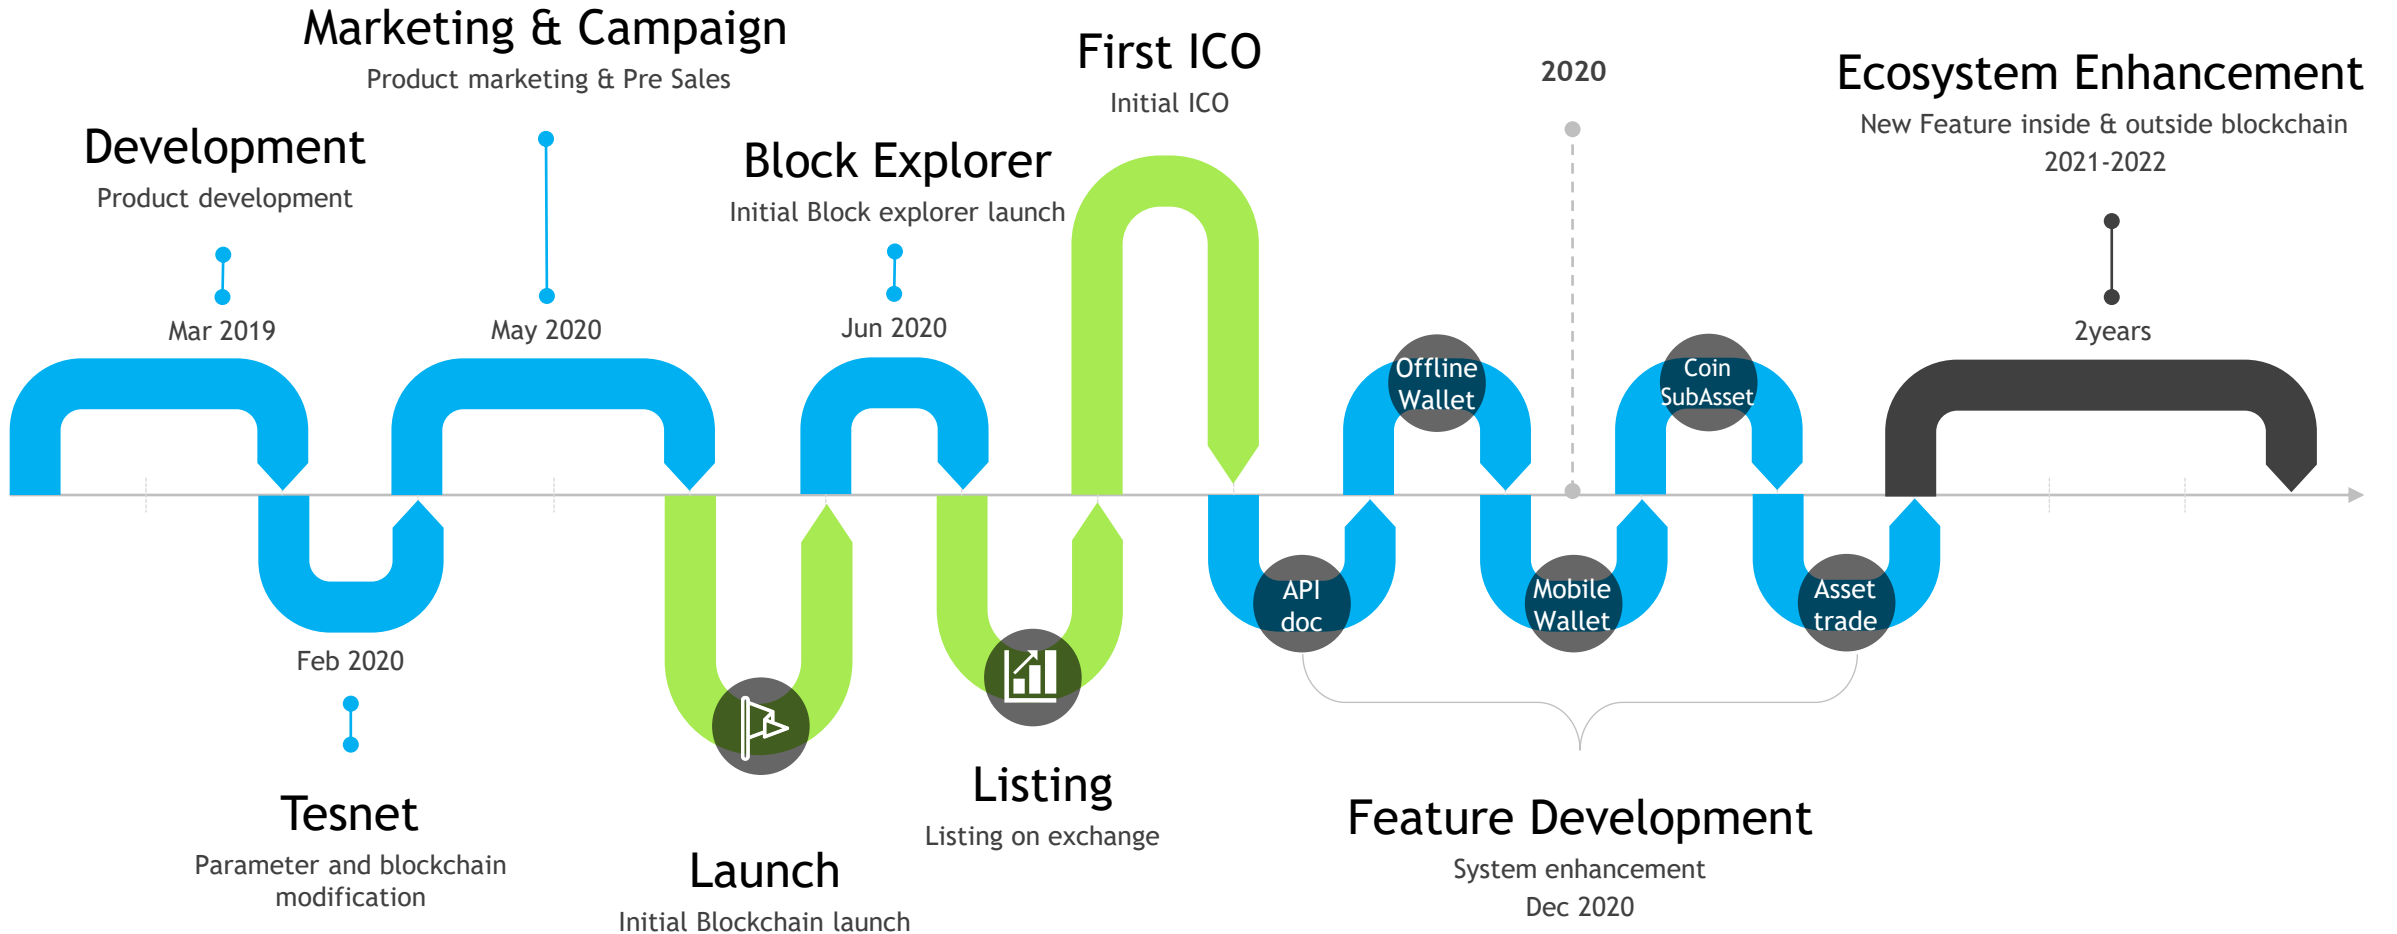 Marketing & Campaign
Product marketing & Pre Sales
First ICO
Initial ICO
2020
Ecosystem Enhancement
New Feature inside & outside blockchain
2021-2022
Development
Product development
Block Explorer
Initial Block explorer launch
Mar 2019
May 2020
Jun 2020
2years
Offline
Wallet
Coin
SubAsset
API
doc
Mobile
Wallet
Asset
trade
Feb 2020
Tesnet
Parameter and blockchain
modification
Launch
Initial Blockchain launch
Listing
Listing on exchange
Feature Development
System enhancement
Dec 2020